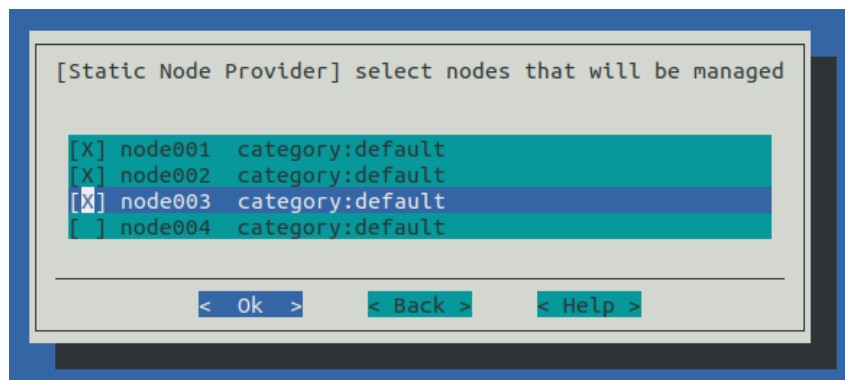 [Static Node Provider] select nodes that will be managed
[X] node001  category:default
[X] node002  category:default
[X] node003  category:default
[ ] node004  category:default
<  Ok  > < Back > < Help >